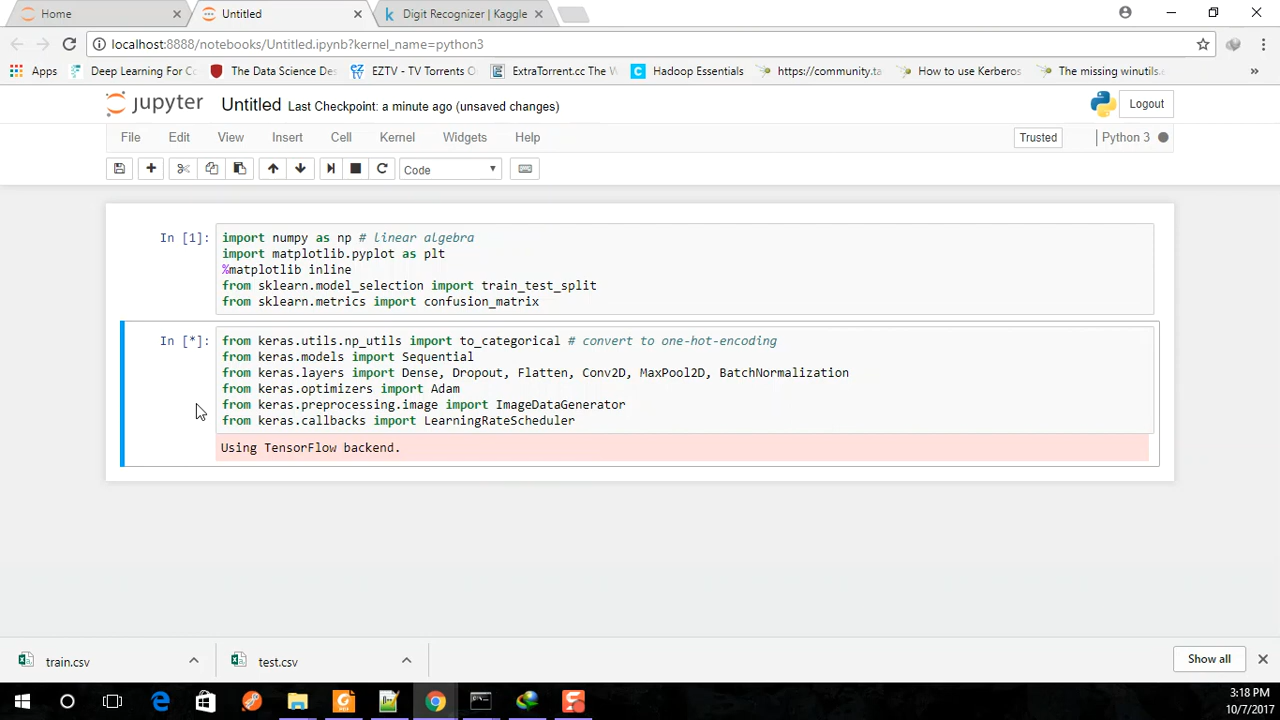 Home
Untitled
Digit Recognizer | Kaggle
localhost:8888/notebooks/Untitled.ipynb?kernel_name=python3
Apps
Deep Learning For Co
The Data Science Des
EZTV - TV Torrents O
ExtraTorrent.cc The W
Hadoop Essentials
https://community.ta
How to use Kerberos
The missing winutils.
jupyter
Untitled
Last Checkpoint: a minute ago (unsaved changes)
Logout
File
Edit
View
Insert
Cell
Kernel
Widgets
Help
Trusted
Python 3
Code
In [1]:
import numpy as np # linear algebra
import matplotlib.pyplot as plt
%matplotlib inline
from sklearn.model_selection import train_test_split
from sklearn.metrics import confusion_matrix
In [*]:
from keras.utils.np_utils import to_categorical # convert to one-hot-encoding
from keras.models import Sequential
from keras.layers import Dense, Dropout, Flatten, Conv2D, MaxPool2D, BatchNormalization
from keras.optimizers import Adam
from keras.preprocessing.image import ImageDataGenerator
from keras.callbacks import LearningRateScheduler
Using TensorFlow backend.
train.csv
test.csv
Show all
3:18 PM
10/7/2017